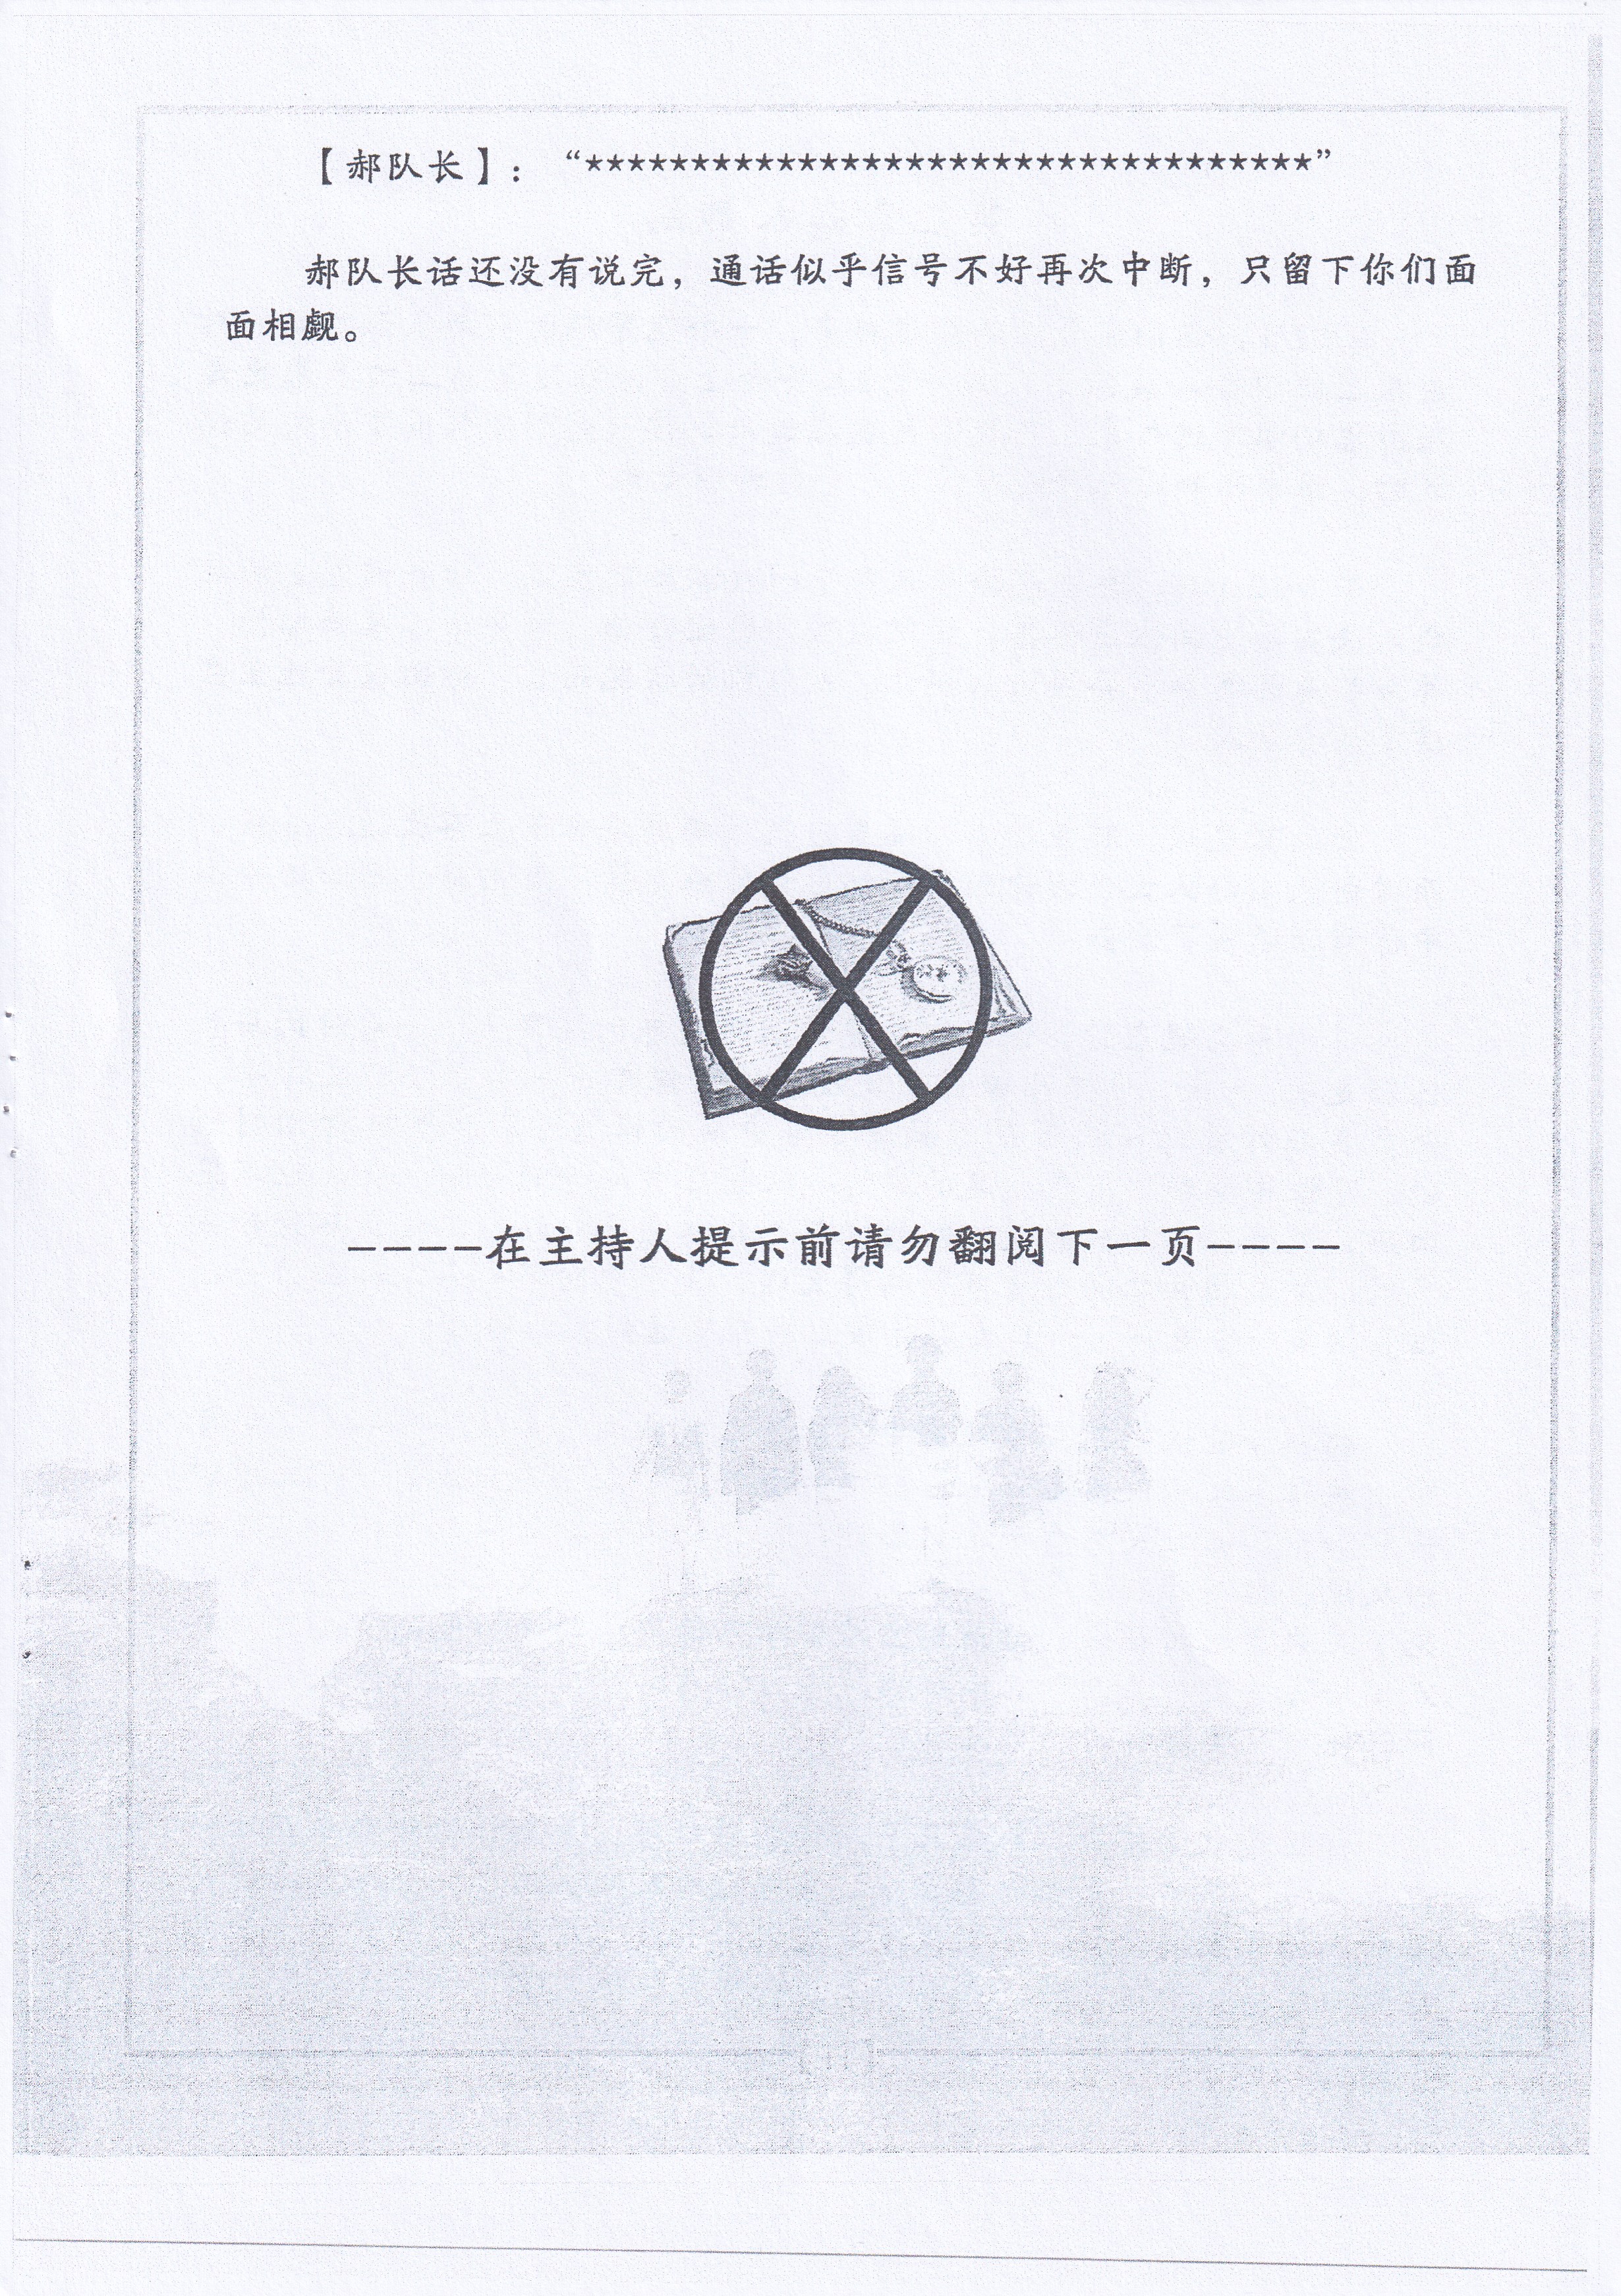 【郝队长】：“**********************************”
郝队长话还没有说完，通话似乎信号不好再次中断，只留下你们面
面相觑。
----在主持人提示前请勿翻阅下一页----